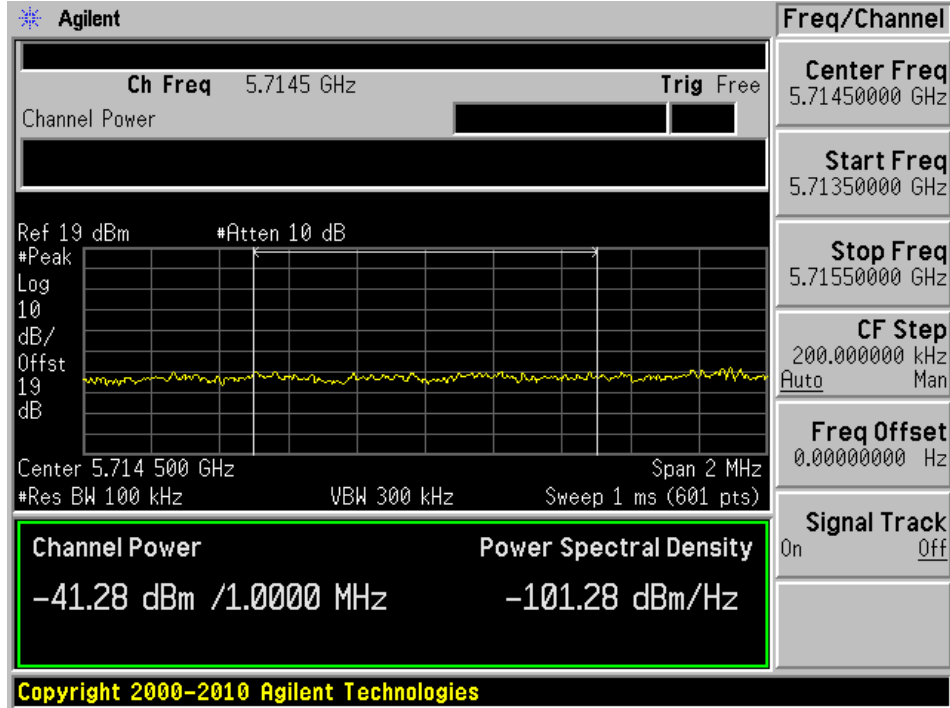 Agilent
Freq/Channel
Ch Freq 5.7145 GHz Trig Free
Channel Power
Center Freq
5.71450000 GHz
Start Freq
5.71350000 GHz
Stop Freq
5.71550000 GHz
CF Step
200.000000 kHz
Auto Man
Freq Offset
0.00000000 Hz
Signal Track
On Off
Ref 19 dBm #Atten 10 dB
#Peak
Log
10
dB/
Offst
19
dB
Center 5.714 500 GHz Span 2 MHz
#Res BW 100 kHz VBW 300 kHz Sweep 1 ms (601 pts)
Channel Power Power Spectral Density
-41.28 dBm /1.0000 MHz -101.28 dBm/Hz
Copyright 2000-2010 Agilent Technologies